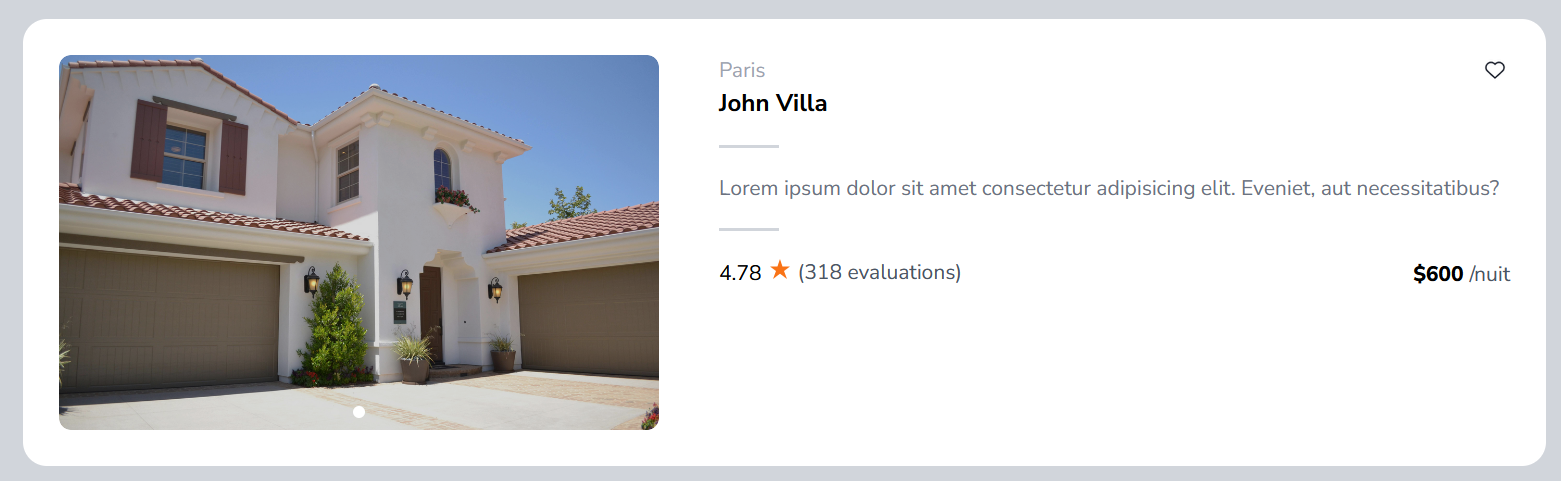 Paris
John Villa
Lorem ipsum dolor sit amet consectetur adipisicing elit. Eveniet, aut necessitatibus?
4.78 ★ (318 evaluations)
$600 /nuit